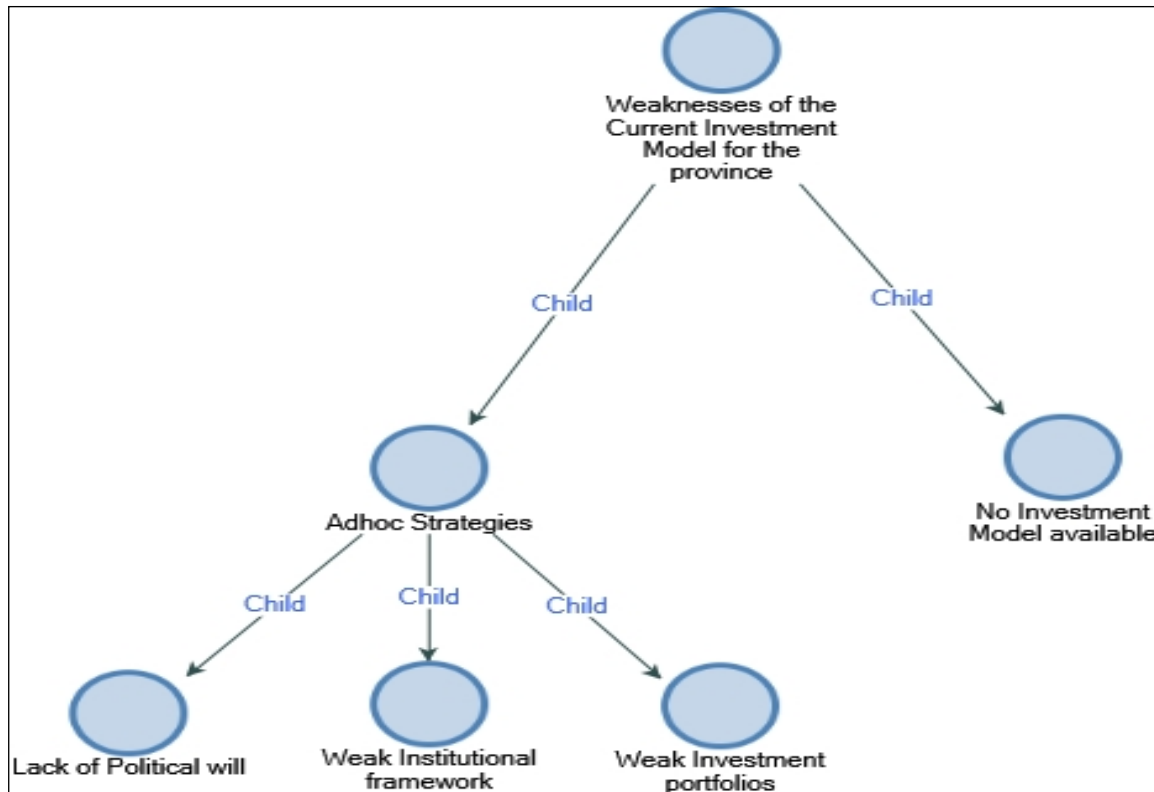 Weaknesses of the
Current Investment
Model for the
province
Child
Child
Adhoc Strategies
No Investment
Model available
Child
Child
Child
Lack of Political will
Weak Institutional
framework
Weak Investment
portfolios